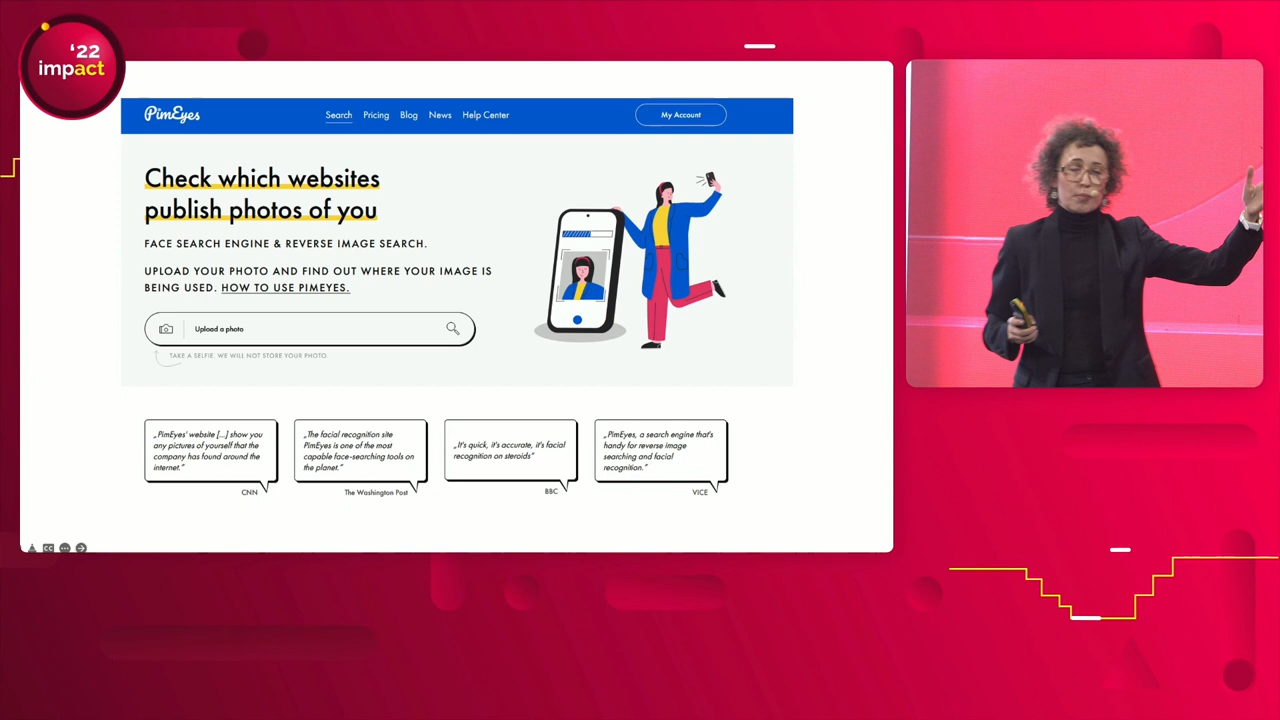 ‘22
impact
PimEyes
Search Pricing Blog News Help Center My Account
Check which websites
publish photos of you
FACE SEARCH ENGINE & REVERSE IMAGE SEARCH.
UPLOAD YOUR PHOTO AND FIND OUT WHERE YOUR IMAGE IS
BEING USED. HOW TO USE PIMEYES.
Upload a photo
TAKE A SELFIE. WE WILL NOT STORE YOUR PHOTO.
„PimEyes’ website [...] show you
any pictures of yourself that the
company has found around the
internet.”
CNN
„The facial recognition site
PimEyes is one of the most
capable face-searching tools on
the planet.”
The Washington Post
„It's quick, it's accurate, it's facial
recognition on steroids”
BBC
„PimEyes, a search engine that's
handy for reverse image
searching and facial
recognition.”
VICE
CC